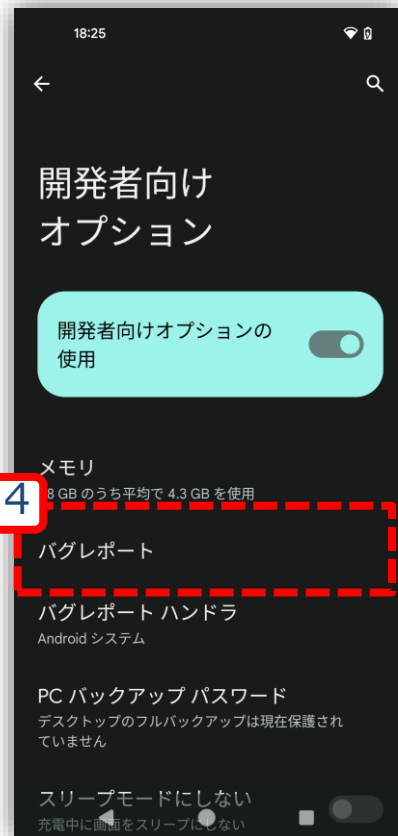 18:25
開発者向け
オプション
開発者向けオプションの
使用
メモリ
8 GB のうち平均で 4.3 GB を使用
4
バグレポート
バグレポート ハンドラ
Android システム
PC バックアップ パスワード
デスクトップのフルバックアップは現在保護され
ていません
スリープモードにしない
充電中に画面をスリープにしない